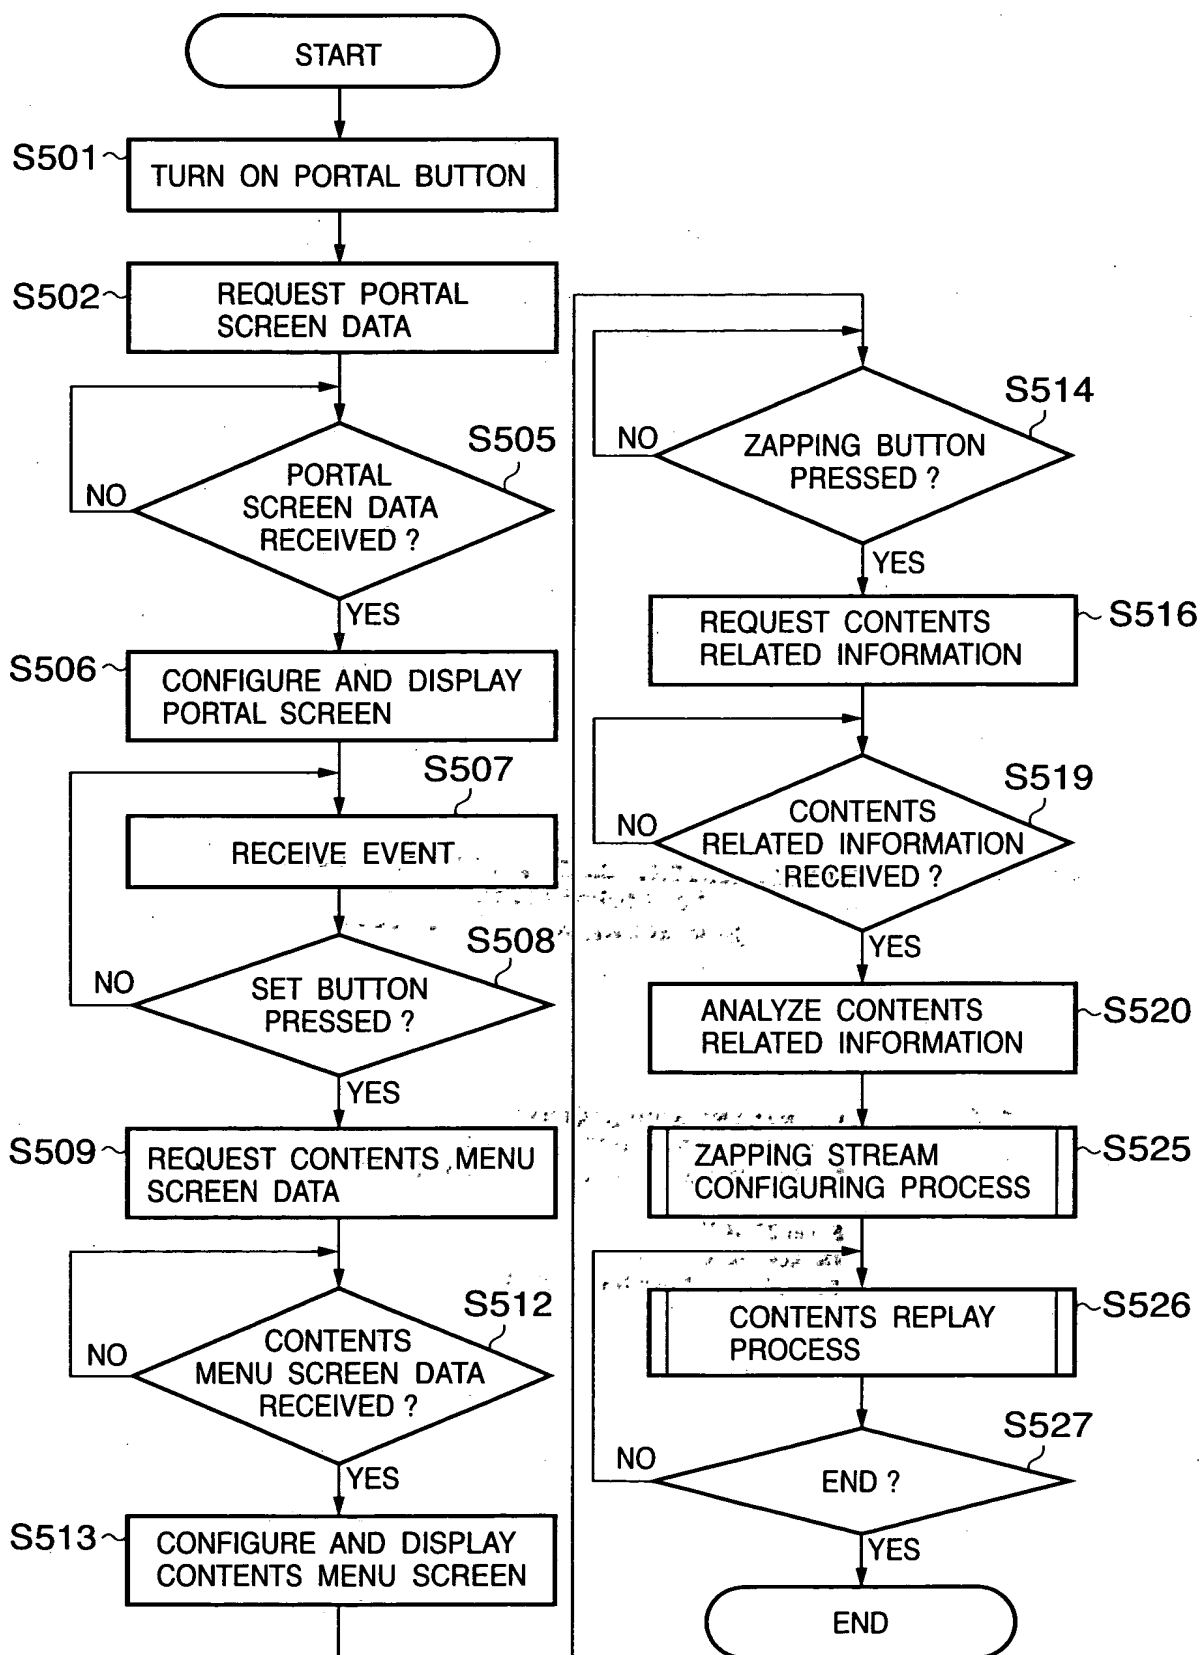 START
S501
TURN ON PORTAL BUTTON
S502
REQUEST PORTAL
SCREEN DATA
S505
PORTAL
SCREEN DATA
RECEIVED ?
NO
YES
S506
CONFIGURE AND DISPLAY
PORTAL SCREEN
S507
RECEIVE EVENT
S508
SET BUTTON
PRESSED ?
NO
YES
S509
REQUEST CONTENTS MENU
SCREEN DATA
S512
CONTENTS
MENU SCREEN DATA
RECEIVED ?
NO
YES
S513
CONFIGURE AND DISPLAY
CONTENTS MENU SCREEN
S514
ZAPPING BUTTON
PRESSED ?
NO
YES
S516
REQUEST CONTENTS
RELATED INFORMATION
S519
CONTENTS
RELATED INFORMATION
RECEIVED ?
NO
YES
S520
ANALYZE CONTENTS
RELATED INFORMATION
S525
ZAPPING STREAM
CONFIGURING PROCESS
S526
CONTENTS REPLAY
PROCESS
S527
END ?
NO
YES
END